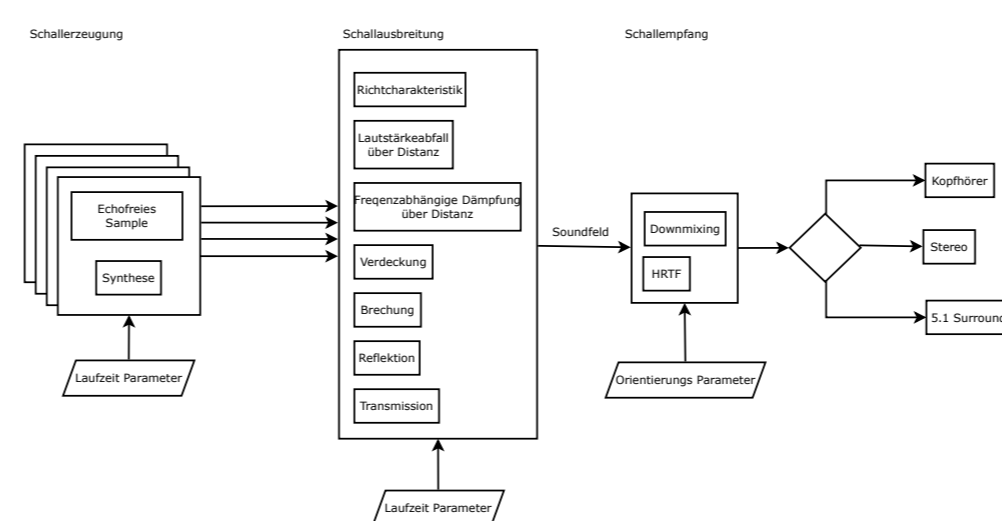 Schallerzeugung
Schallausbreitung
Schallempfang
Echofreies
Sample
Synthese
Laufzeit Parameter
Richtcharakteristik
Lautstärkeabfall
über Distanz
Freqenzabhängige Dämpfung
über Distanz
Verdeckung
Brechung
Reflektion
Transmission
Laufzeit Parameter
Soundfeld
Downmixing
HRTF
Orientierungs Parameter
Kopfhörer
Stereo
5.1 Surround